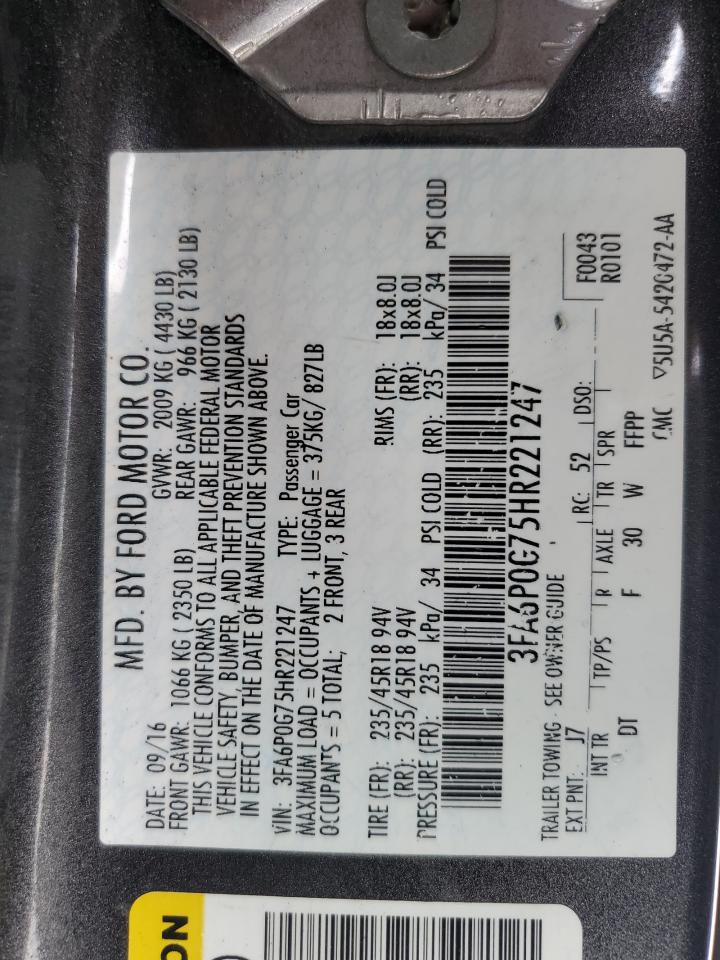 MFD. BY FORD MOTOR CO.
DATE: 09/16 GVWR: 2009 KG ( 4430 LB)
FRONT GAWR: 1066 KG ( 2350 LB) REAR GAWR: 966 KG ( 2130 LB)
THIS VEHICLE CONFORMS TO ALL APPLICABLE FEDERAL MOTOR
VEHICLE SAFETY, BUMPER, AND THEFT PREVENTION STANDARDS
IN EFFECT ON THE DATE OF MANUFACTURE SHOWN ABOVE.
VIN: 3FA6P0G75HR221247 TYPE: Passenger Car
MAXIMUM LOAD = OCCUPANTS + LUGGAGE = 375KG/ 827LB
OCCUPANTS = 5 TOTAL; 2 FRONT, 3 REAR
TIRE (FR): 235/45R18 94V RIMS (FR): 18x8.0J
(RR): 235/45R18 94V (RR): 18x8.0J
PRESSURE (FR): 235 kPa/ 34 PSI COLD (RR): 235 kPa/ 34 PSI COLD
3FA6P0G75HR221247
TRAILER TOWING - SEE OWNER GUIDE
EXT PNT: J7 RC: 52 DSO: F0043
R0101
INT TR TP/PS R AXLE TR SPR
DT F 30 W FFPP
▽5U5A-5420472-AA
ON